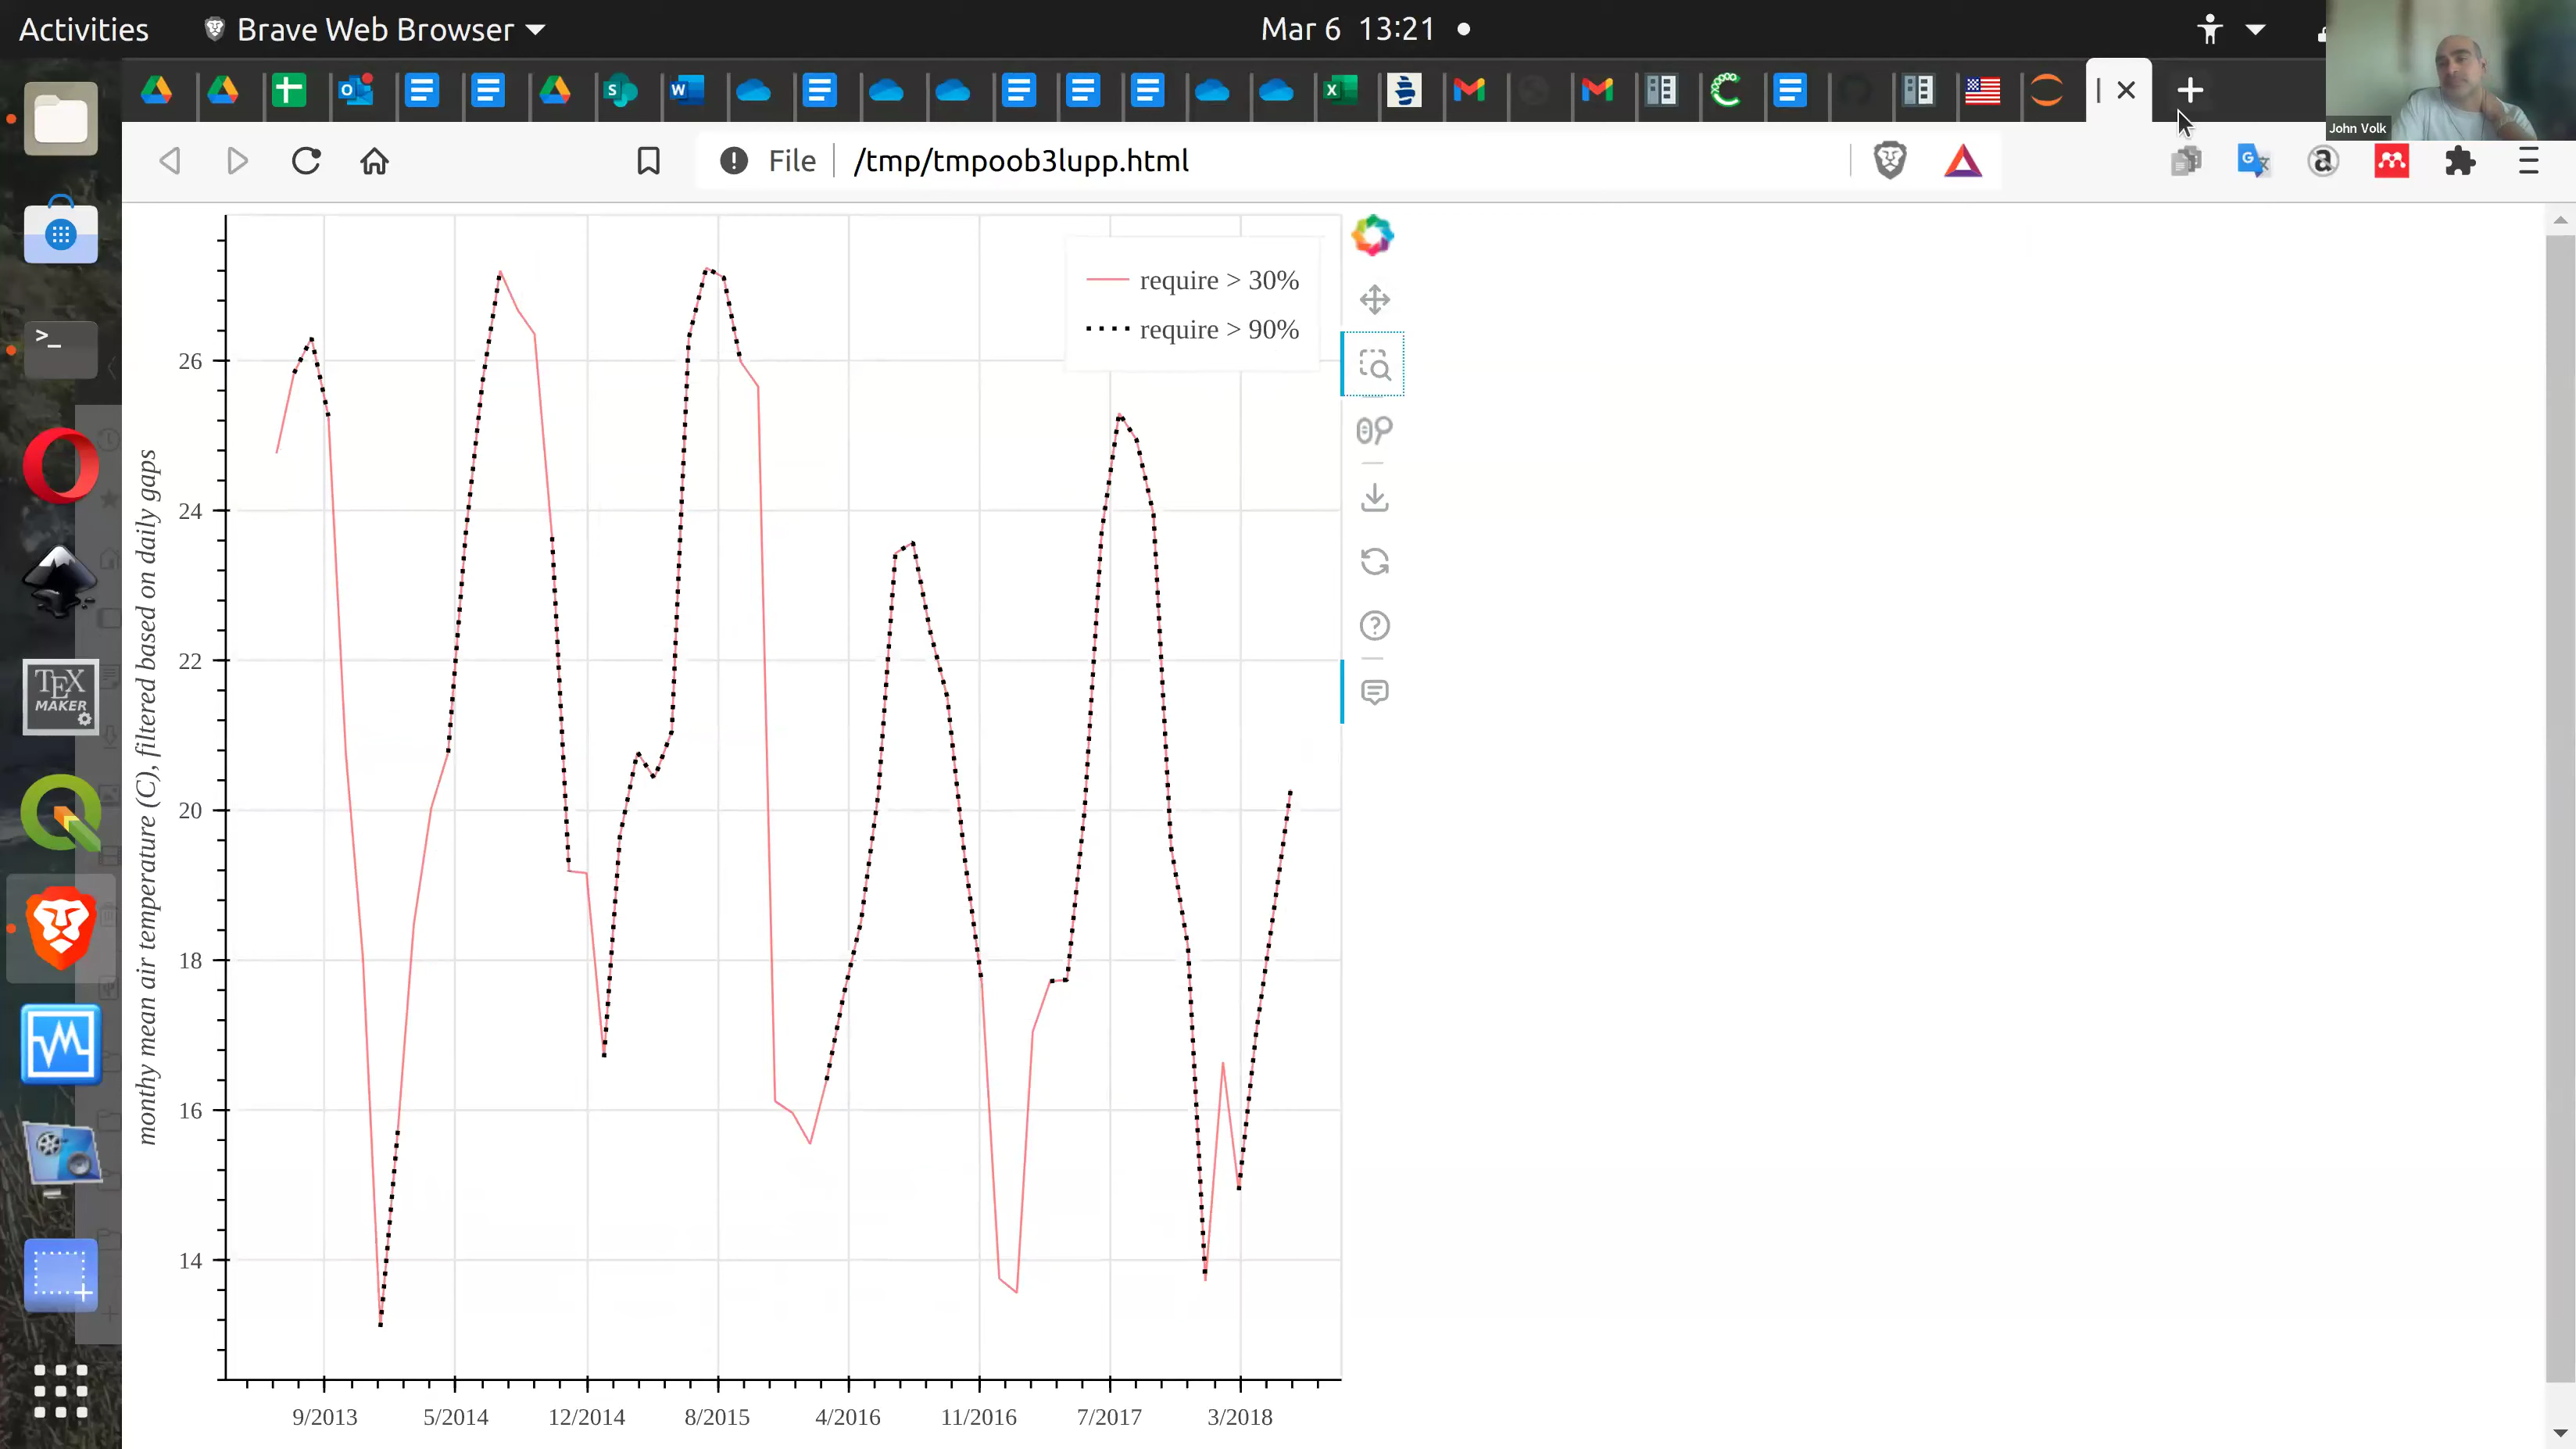 Activities
Brave Web Browser
Mar 6 13:21
John Volk
File
/tmp/tmpoob3lupp.html
require > 30%
require > 90%
monthy mean air temperature (C), filtered based on daily gaps
26
24
22
20
18
16
14
9/2013
5/2014
12/2014
8/2015
4/2016
11/2016
7/2017
3/2018
TEX
MAKER